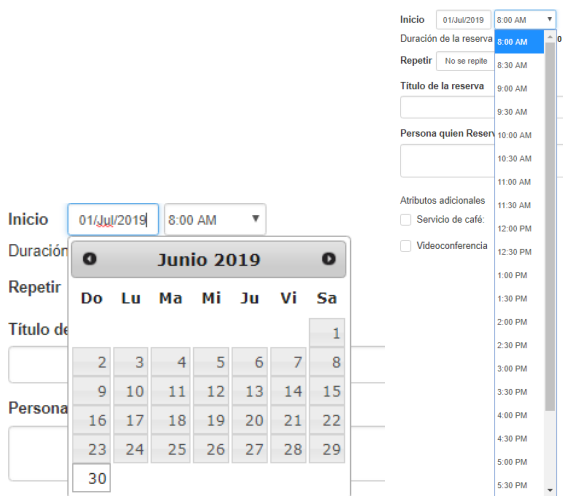 Inicio 01/Jul/2019 8:00 AM
Duración
Repetir
Título de
Persona
Junio 2019
Do Lu Ma Mi Ju Vi Sa
1
2 3 4 5 6 7 8
9 10 11 12 13 14 15
16 17 18 19 20 21 22
23 24 25 26 27 28 29
30
Inicio 01/Jul/2019 8:00 AM
Duración de la reserva 0
Repetir No se repite
Título de la reserva
Persona quien Reserv
Atributos adicionales
Servicio de café:
Videoconferencia
8:00 AM
8:30 AM
9:00 AM
9:30 AM
10:00 AM
10:30 AM
11:00 AM
11:30 AM
12:00 PM
12:30 PM
1:00 PM
1:30 PM
2:00 PM
2:30 PM
3:00 PM
3:30 PM
4:00 PM
4:30 PM
5:00 PM
5:30 PM